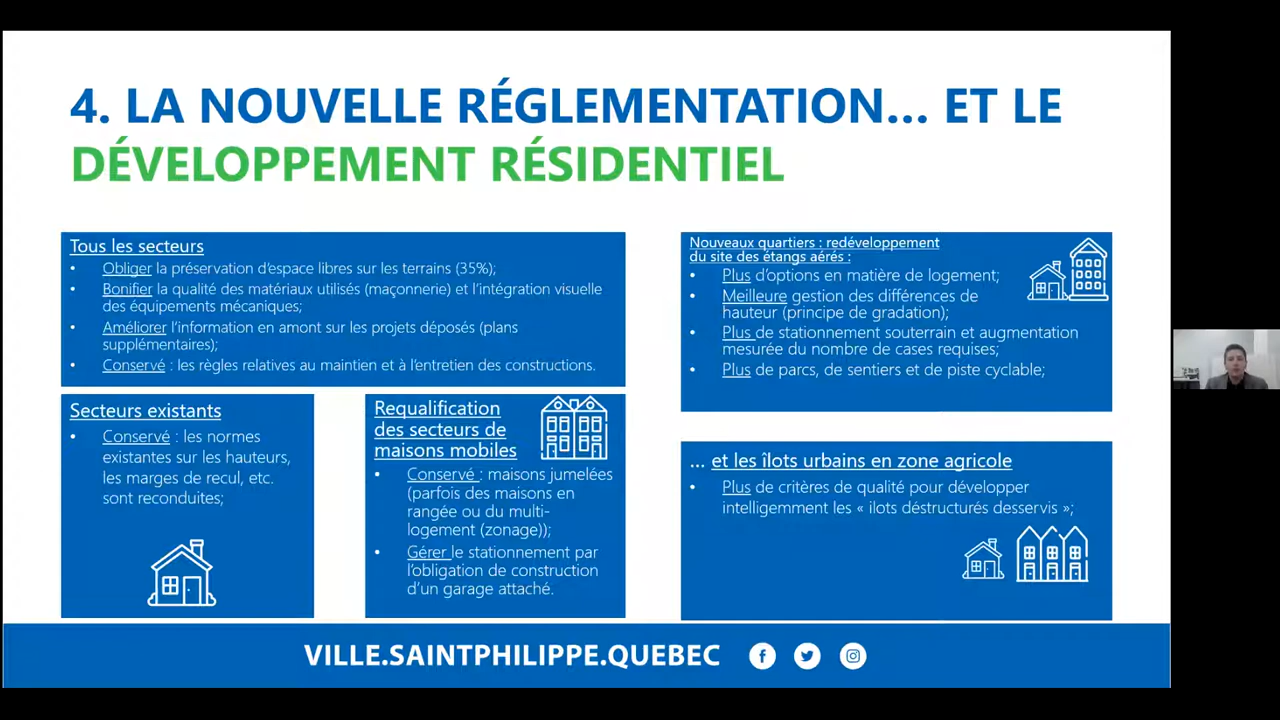 4. LA NOUVELLE RÉGLEMENTATION... ET LE
DÉVELOPPEMENT RÉSIDENTIEL
Tous les secteurs
• Obliger la préservation d'espace libres sur les terrains (35%);
• Bonifier la qualité des matériaux utilisés (maçonnerie) et l'intégration visuelle
des équipements mécaniques;
• Améliorer l'information en amont sur les projets déposés (plans
supplémentaires);
• Conservé : les règles relatives au maintien et à l'entretien des constructions.
Secteurs existants
• Conservé : les normes
existantes sur les hauteurs,
les marges de recul, etc.
sont reconduites;
Requalification
des secteurs de
maisons mobiles
• Conservé : maisons jumelées
(parfois des maisons en
rangée ou du multi-
logement (zonage));
• Gérer le stationnement par
l'obligation de construction
d'un garage attaché.
Nouveaux quartiers : redéveloppement
du site des étangs aérés :
• Plus d'options en matière de logement;
• Meilleure gestion des différences de
hauteur (principe de gradation);
• Plus de stationnement souterrain et augmentation
mesurée du nombre de cases requises;
• Plus de parcs, de sentiers et de piste cyclable;
... et les îlots urbains en zone agricole
• Plus de critères de qualité pour développer
intelligemment les « ilots déstructurés desservis »;
VILLE.SAINTPHILIPPE.QUEBEC